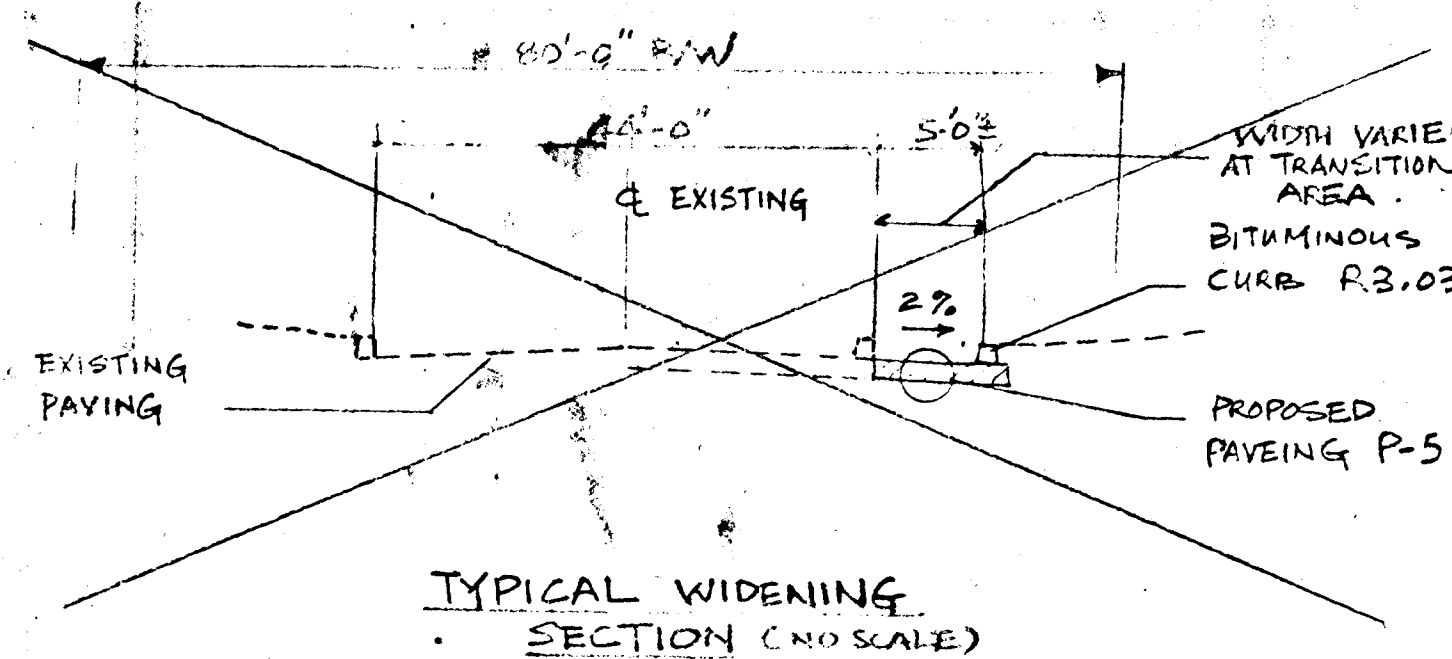 80'-0" R/W
44'-0"
5'-0"±
WIDTH VARIE
AT TRANSITION
AREA.
℄ EXISTING
BITUMINOUS
CURB R3.03
2%
EXISTING
PAVING
PROPOSED
PAVEING P-5
TYPICAL WIDENING
SECTION (NO SCALE)